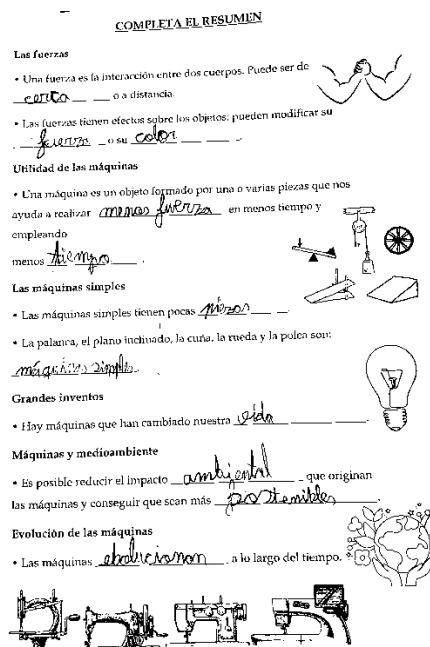 COMPLETA EL RESUMEN
Las fuerzas
• Una fuerza es la interacción entre dos cuerpos. Puede ser de
cerca o a distancia.
• Las fuerzas tienen efectos sobre los objetos: pueden modificar su
fuerza o su color.
Utilidad de las máquinas
• Una máquina es un objeto formado por una o varias piezas que nos
ayuda a realizar menos fuerza en menos tiempo y
empleando
menos tiempo.
Las máquinas simples
• Las máquinas simples tienen pocas piezas.
• La palanca, el plano inclinado, la cuña, la rueda y la polea son:
máquinas simples.
Grandes inventos
• Hay máquinas que han cambiado nuestra vida
Máquinas y medioambiente
• Es posible reducir el impacto ambiental que originan
las máquinas y conseguir que sean más postenibles.
Evolución de las máquinas
• Las máquinas a lo largo del tiempo.